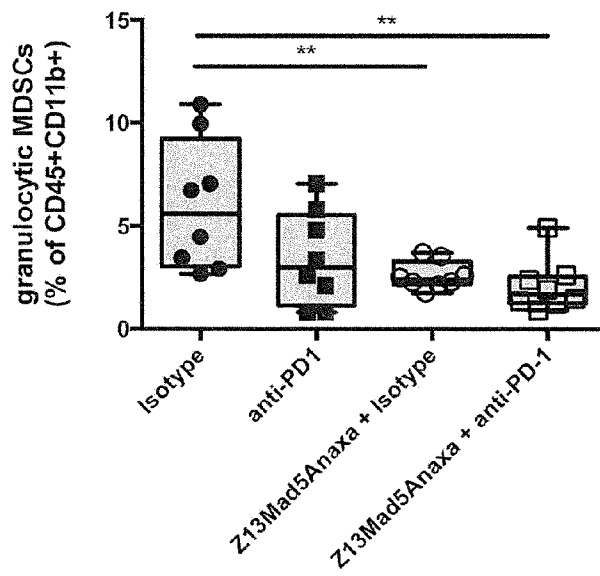 15
**
**
10
5
0
granulocytic MDSCs
(% of CD45+CD11b+)
Isotype
anti-PD1
Z13Mad5Anaxa + Isotype
Z13Mad5Anaxa + anti-PD-1